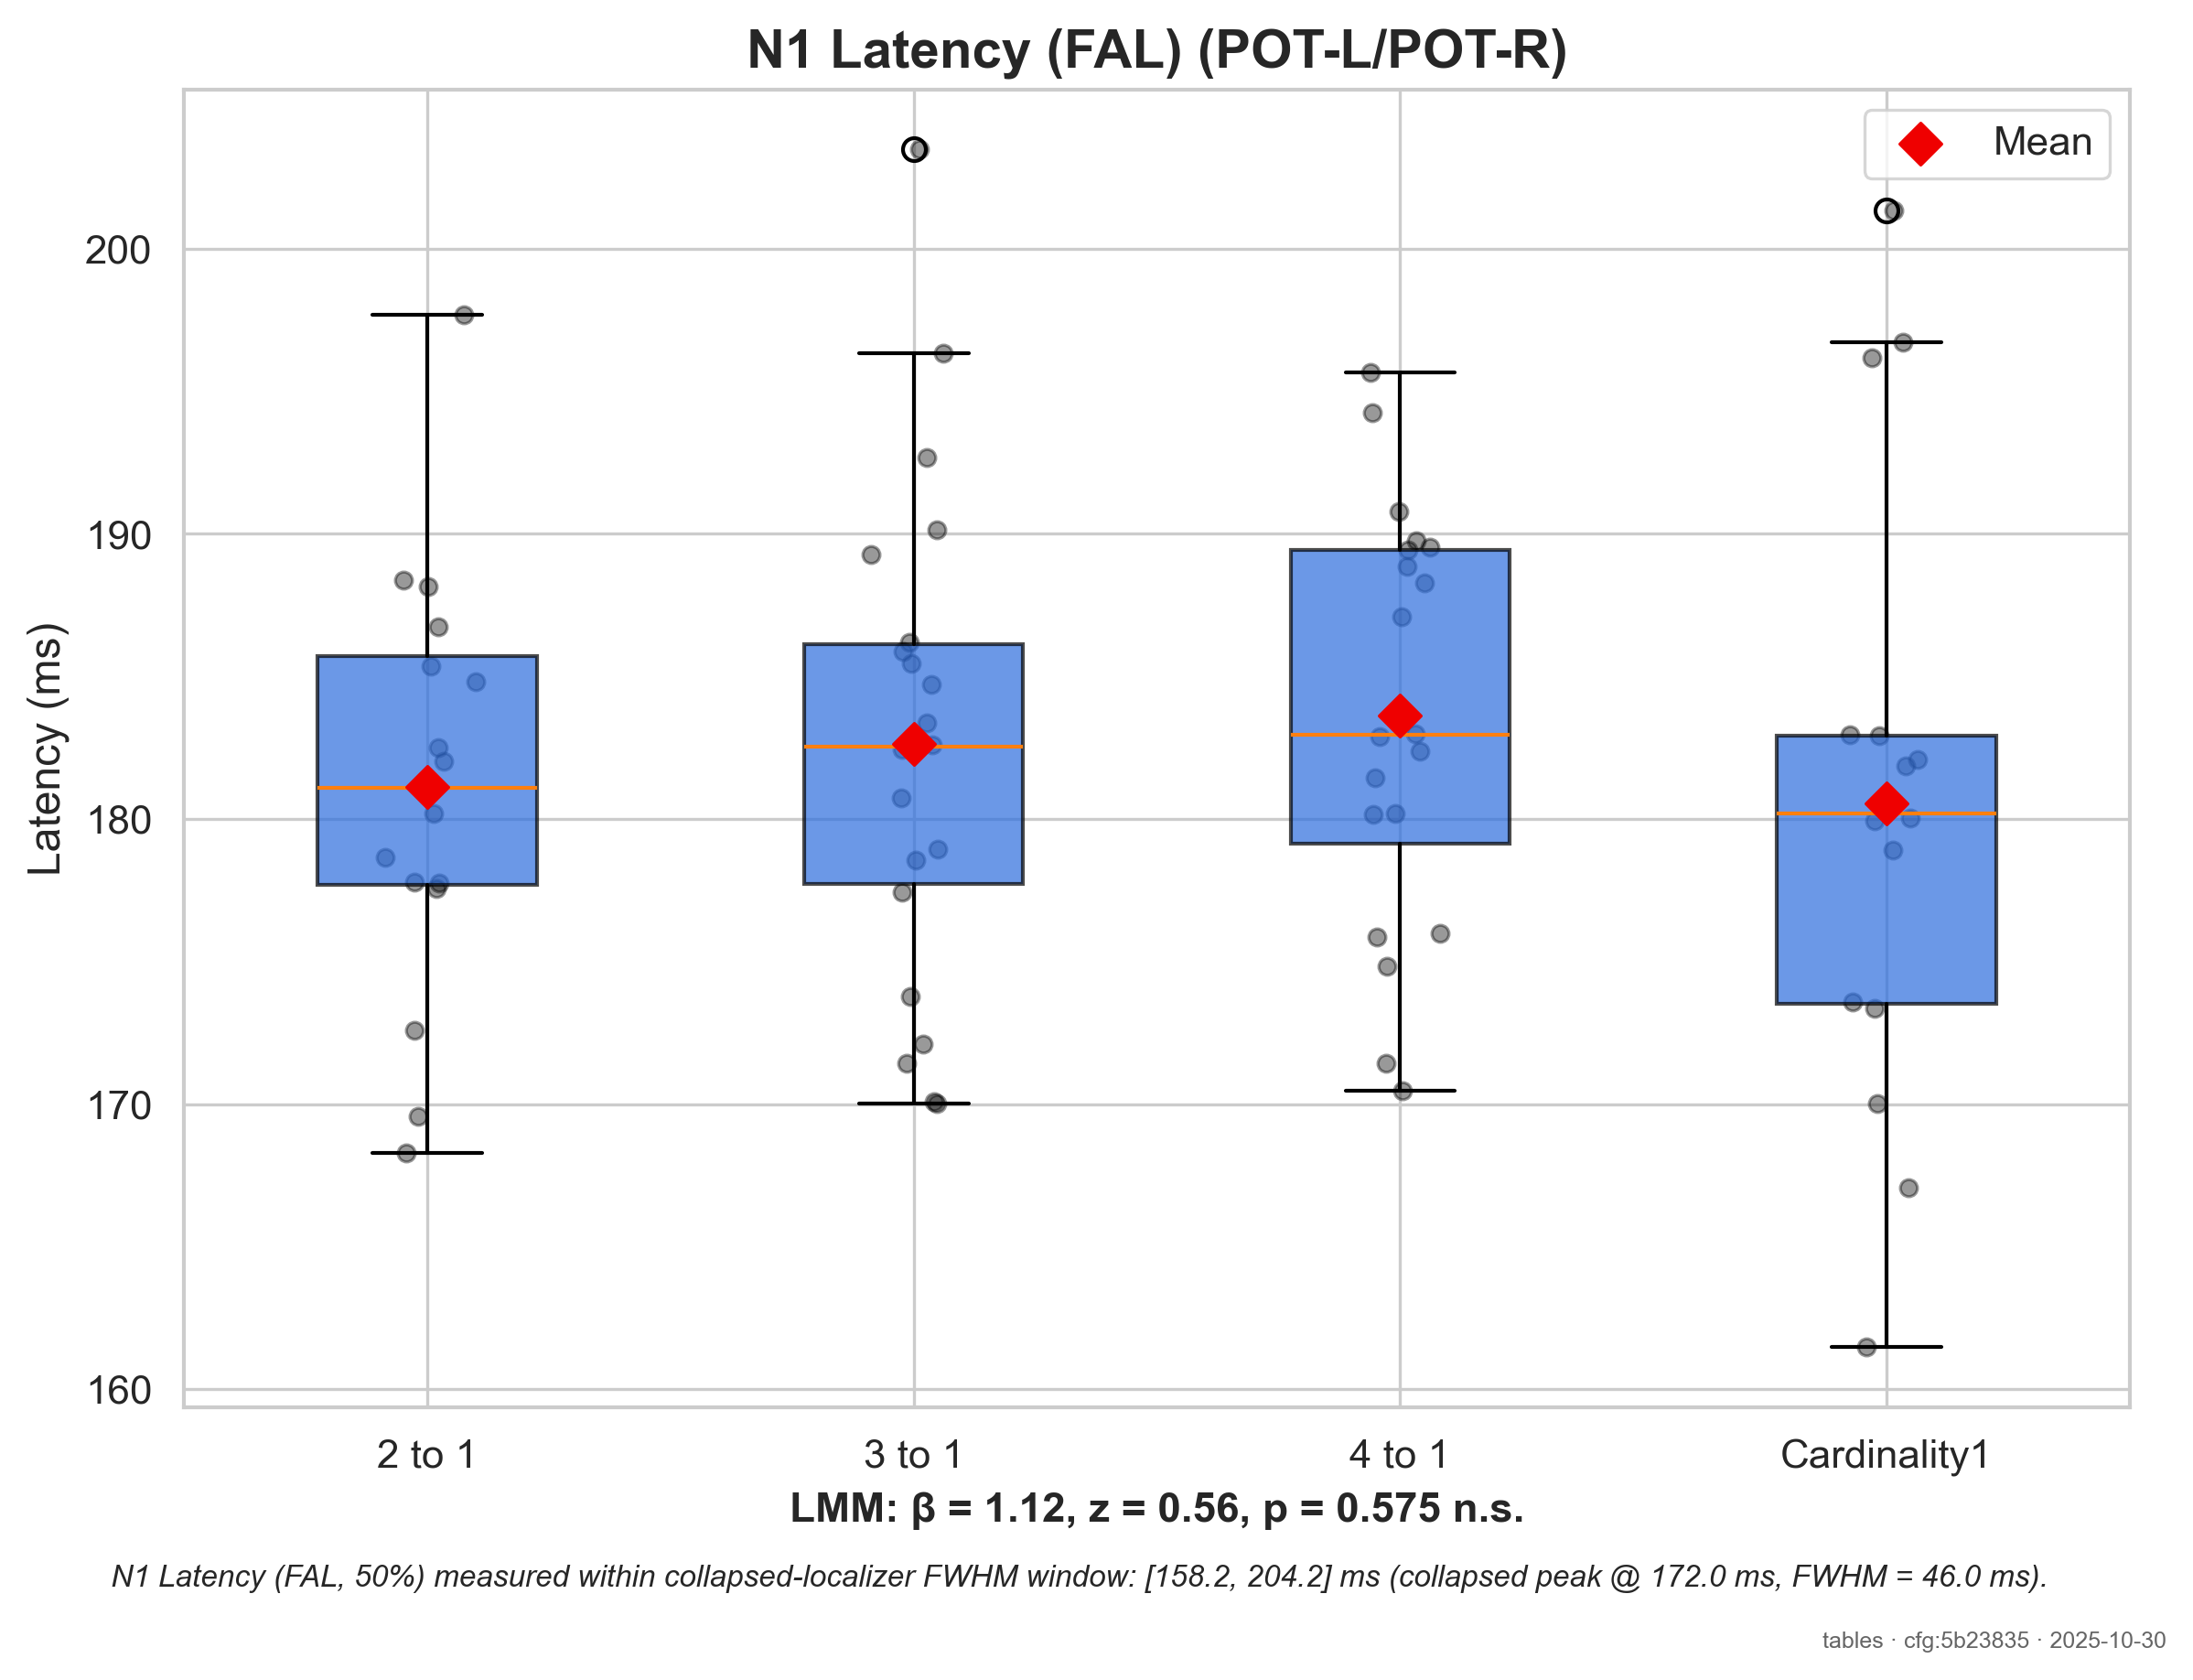 N1 Latency (FAL) (POT-L/POT-R)
Mean
Latency (ms)
200
190
180
170
160
2 to 1 3 to 1 4 to 1 Cardinality1
LMM: β = 1.12, z = 0.56, p = 0.575 n.s.
N1 Latency (FAL, 50%) measured within collapsed-localizer FWHM window: [158.2, 204.2] ms (collapsed peak @ 172.0 ms, FWHM = 46.0 ms).
tables · cfg:5b23835 · 2025-10-30